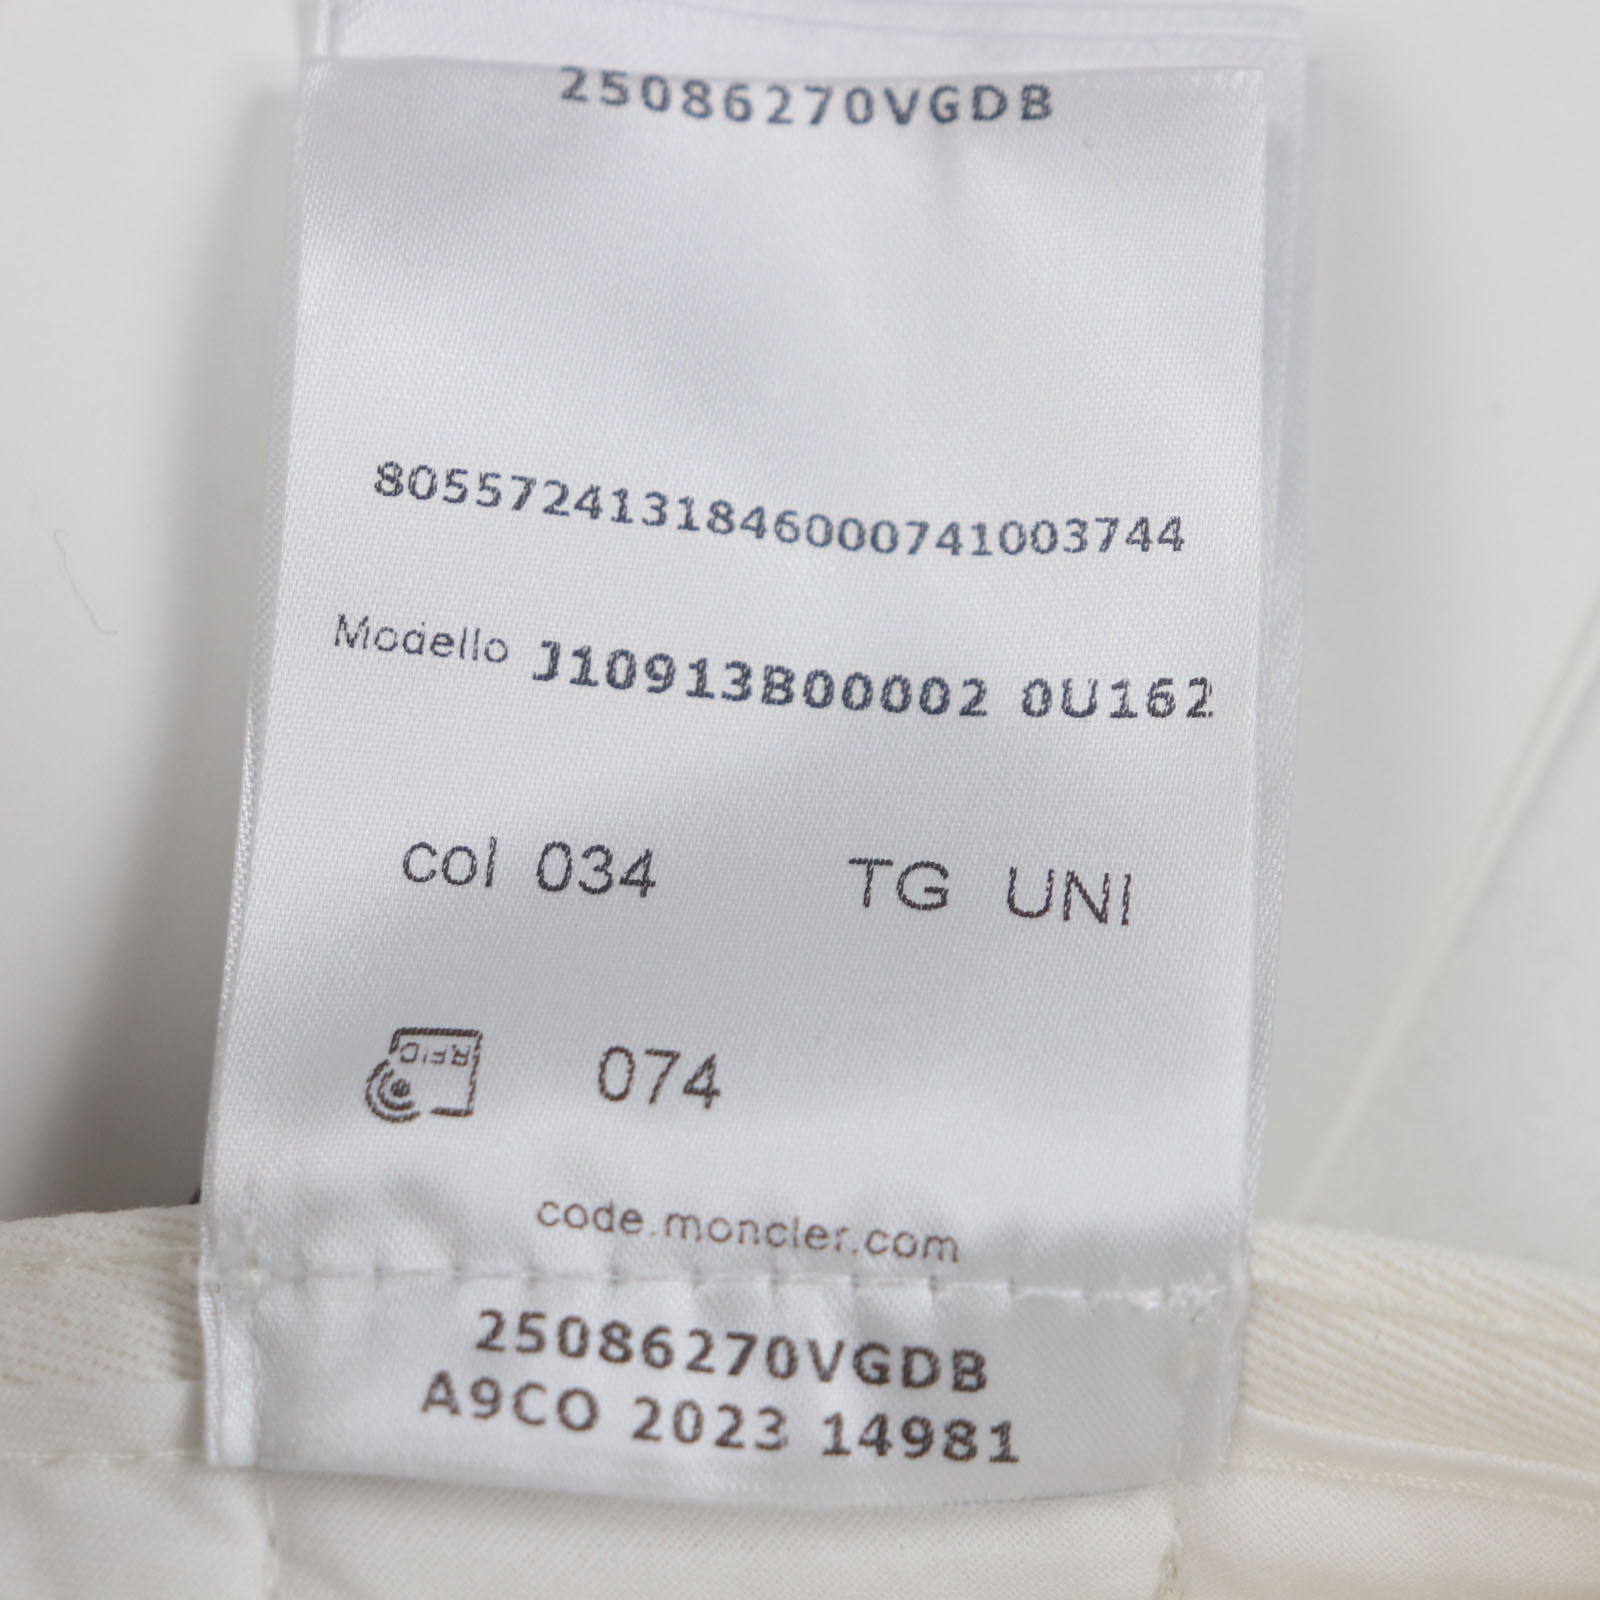 25086270VGDB
8055724131846000741003744
Modello J10913B00002 0U162
col 034 TG UNI
RFID 074
code.moncler.com
25086270VGDB
A9CO 2023 14981